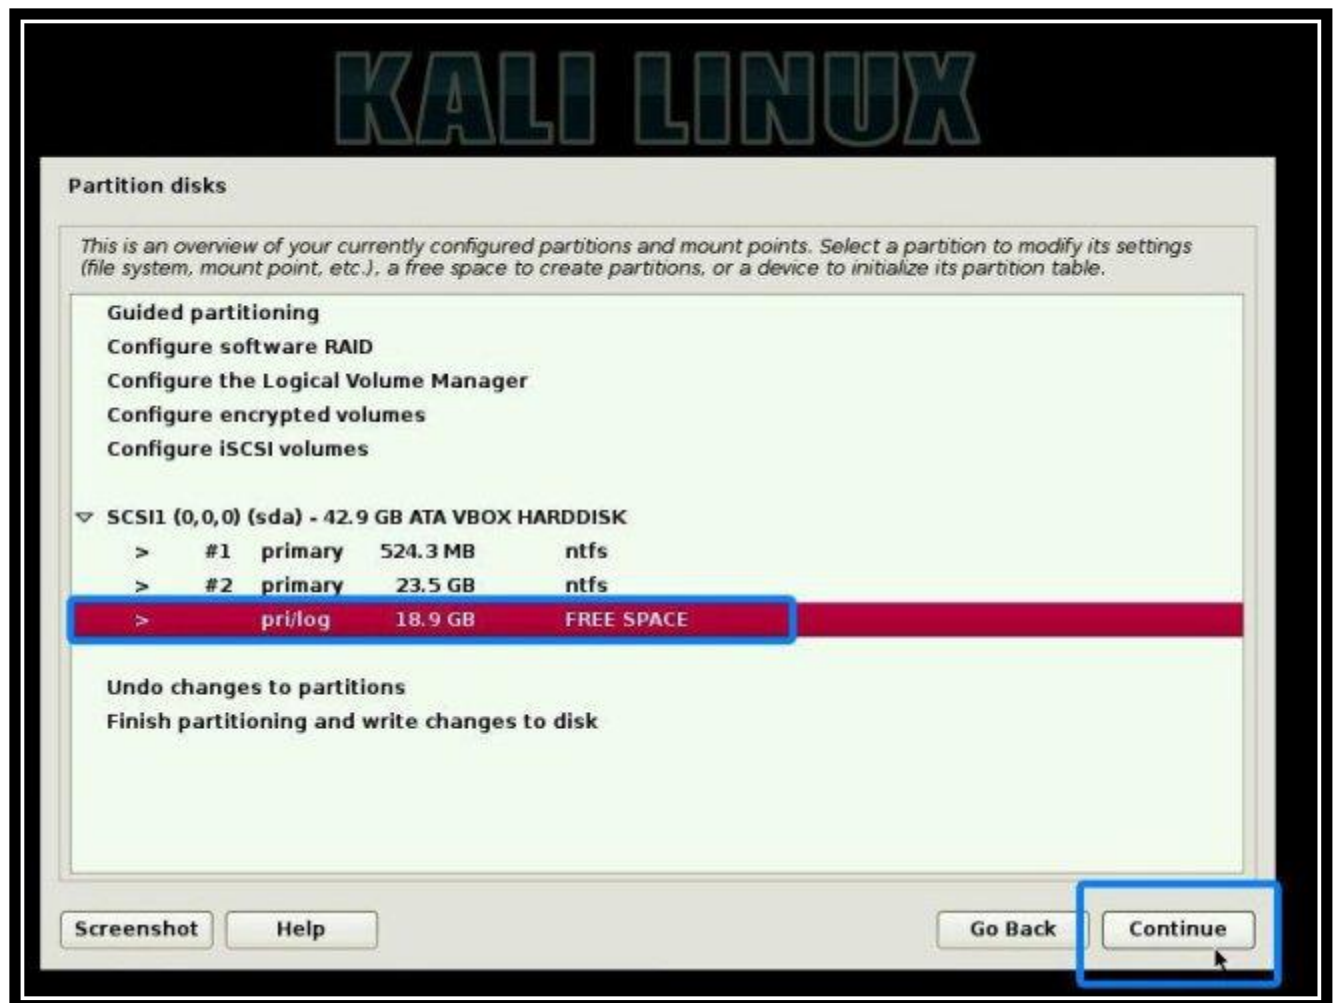 KALI LINUX
Partition disks
This is an overview of your currently configured partitions and mount points. Select a partition to modify its settings
(file system, mount point, etc.), a free space to create partitions, or a device to initialize its partition table.
Guided partitioning
Configure software RAID
Configure the Logical Volume Manager
Configure encrypted volumes
Configure iSCSI volumes
SCSI1 (0,0,0) (sda) - 42.9 GB ATA VBOX HARDDISK
> #1 primary 524.3 MB ntfs
> #2 primary 23.5 GB ntfs
> pri/log 18.9 GB FREE SPACE
Undo changes to partitions
Finish partitioning and write changes to disk
Screenshot Help Go Back Continue